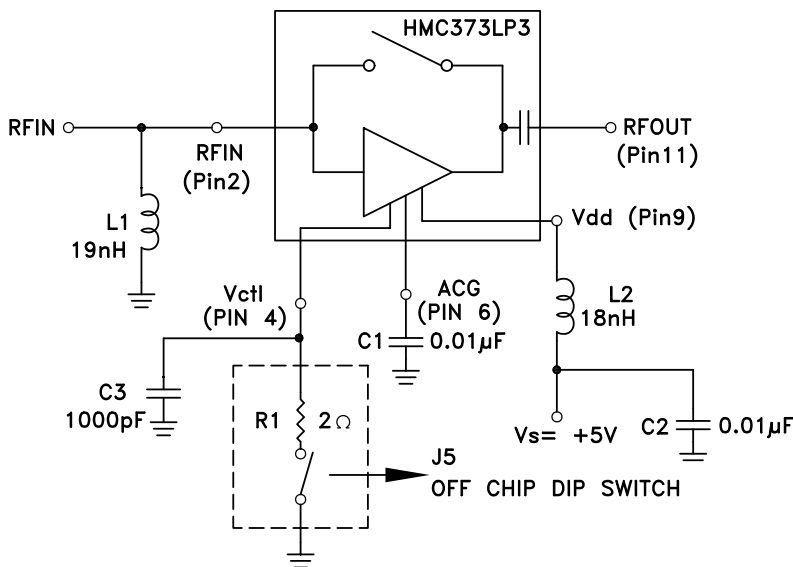 HMC373LP3
RFIN
RFIN
(Pin2)
RFOUT
(Pin11)
L1
19nH
Vdd (Pin9)
Vctl
(PIN 4)
ACG
(PIN 6)
L2
18nH
C1 0.01µF
C3
1000pF
R1 2Ω
Vs= +5V
C2 0.01µF
J5
OFF CHIP DIP SWITCH